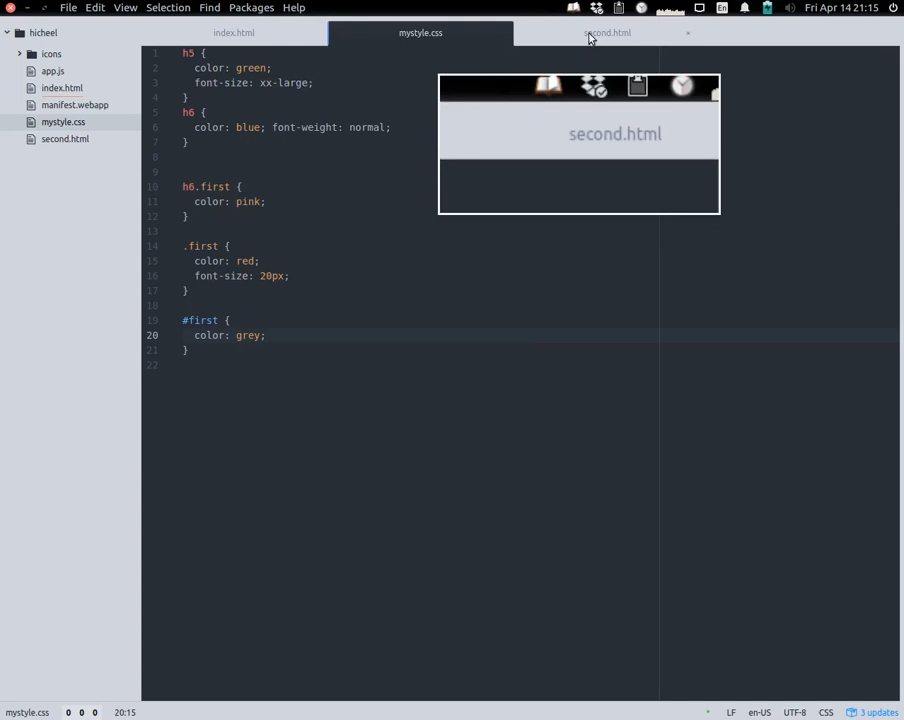 File Edit View Selection Find Packages Help En Fri Apr 14 21:15
hicheel
icons
app.js
index.html
manifest.webapp
mystyle.css
second.html
index.html mystyle.css second.html ×
1 h5 {
2 color: green;
3 font-size: xx-large;
4 }
5 h6 {
6 color: blue; font-weight: normal;
7 }
8
9
10 h6.first {
11 color: pink;
12 }
13
14 .first {
15 color: red;
16 font-size: 20px;
17 }
18
19 #first {
20 color: grey;
21 }
22
second.html
mystyle.css 0 0 0 20:15 LF en-US UTF-8 CSS 3 updates